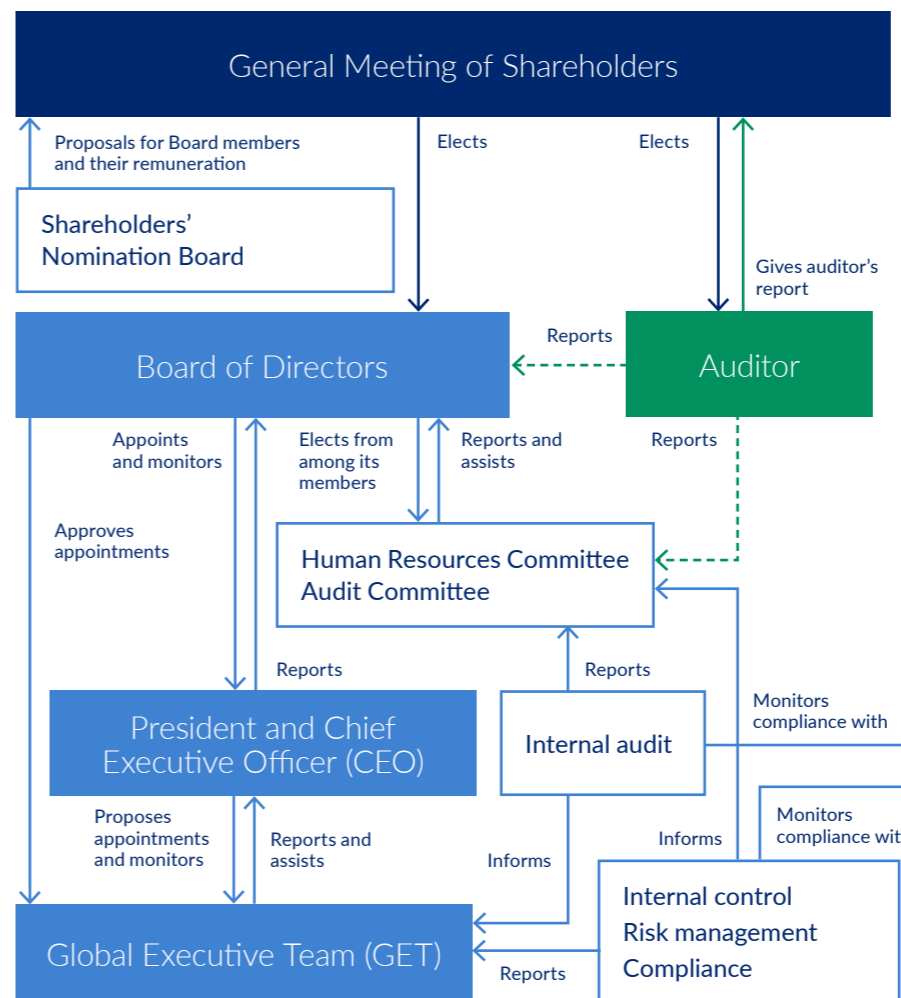 General Meeting of Shareholders
Proposals for Board members
and their remuneration
Elects
Elects
Shareholders’
Nomination Board
Gives auditor’s
report
Board of Directors
Reports
Auditor
Appoints
and monitors
Elects from
among its
members
Reports and
assists
Reports
Approves
appointments
Human Resources Committee
Audit Committee
Reports
Reports
President and Chief
Executive Officer (CEO)
Internal audit
Monitors
compliance with
Proposes
appointments
and monitors
Reports and
assists
Informs
Informs
Monitors
compliance wit
Global Executive Team (GET)
Reports
Internal control
Risk management
Compliance